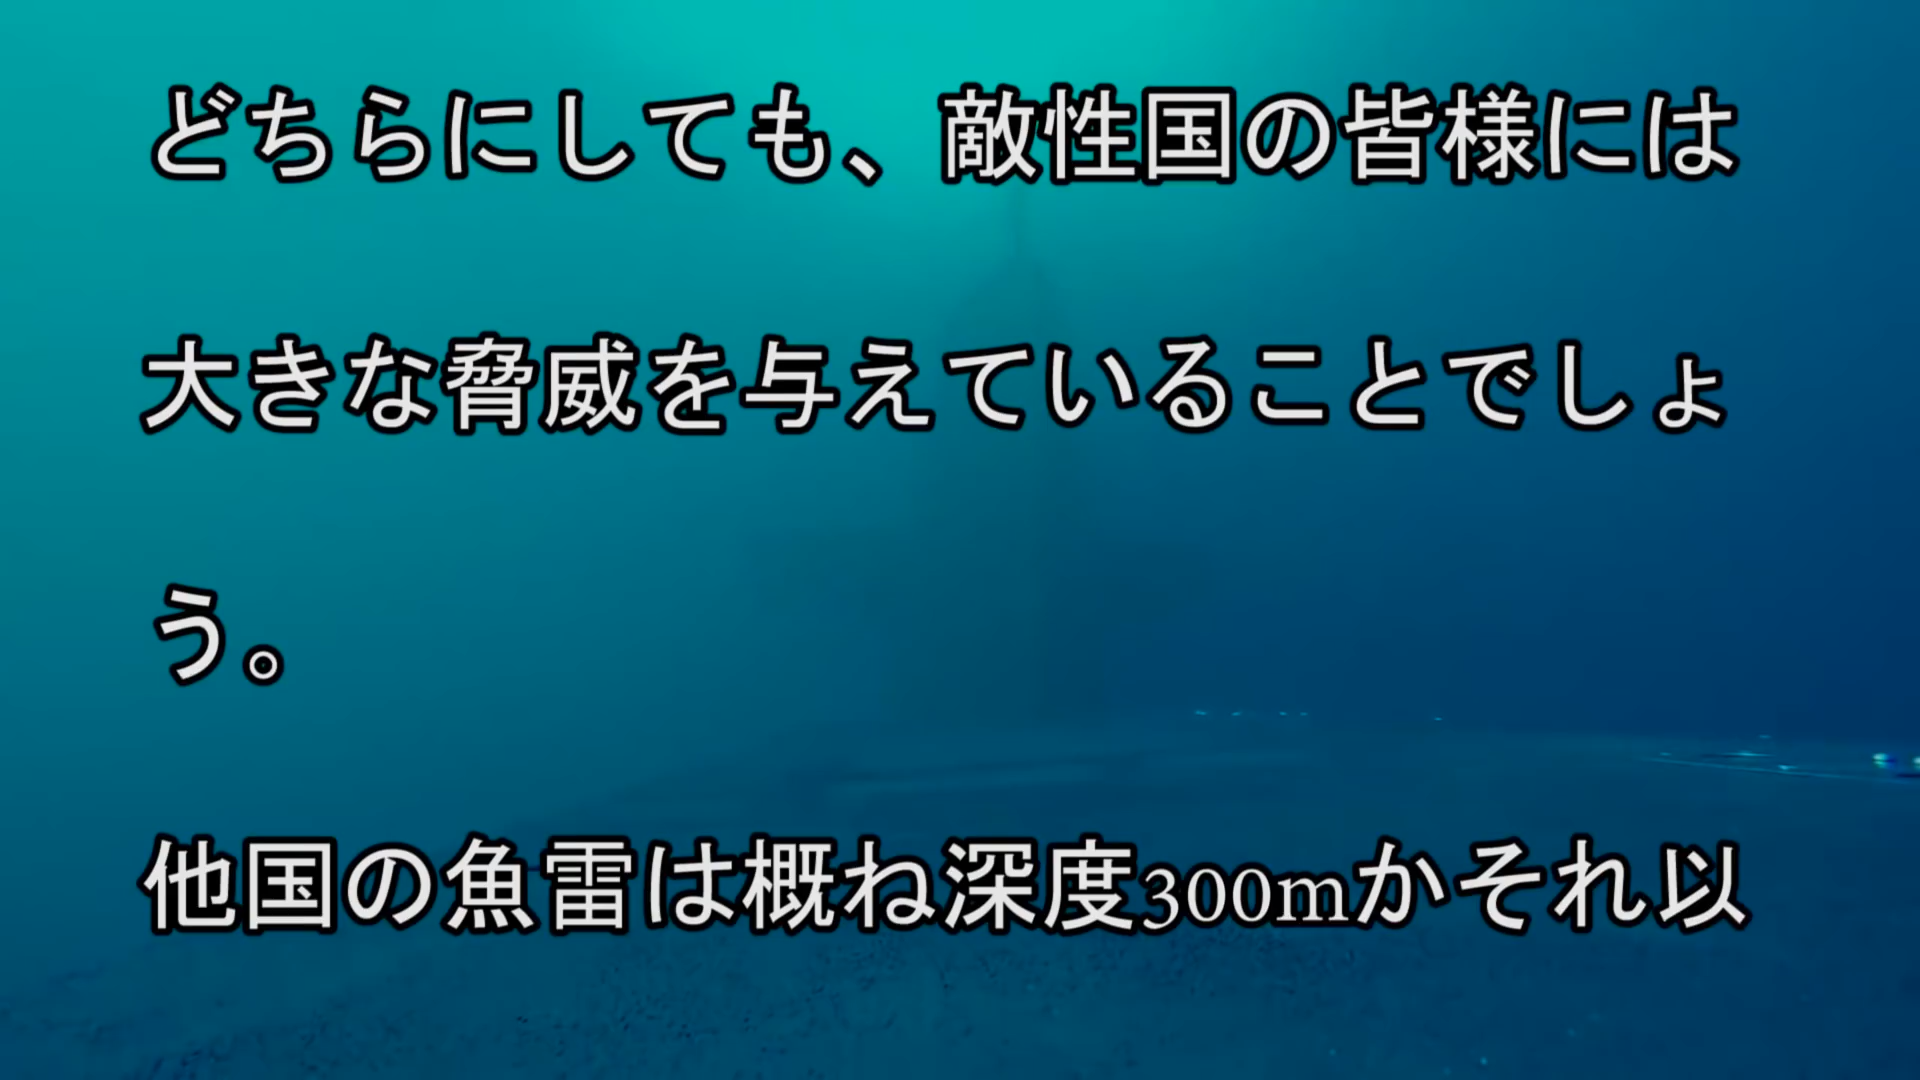 どちらにしても、敵性国の皆様には
大きな脅威を与えていることでしょ
う。
他国の魚雷は概ね深度300mかそれ以